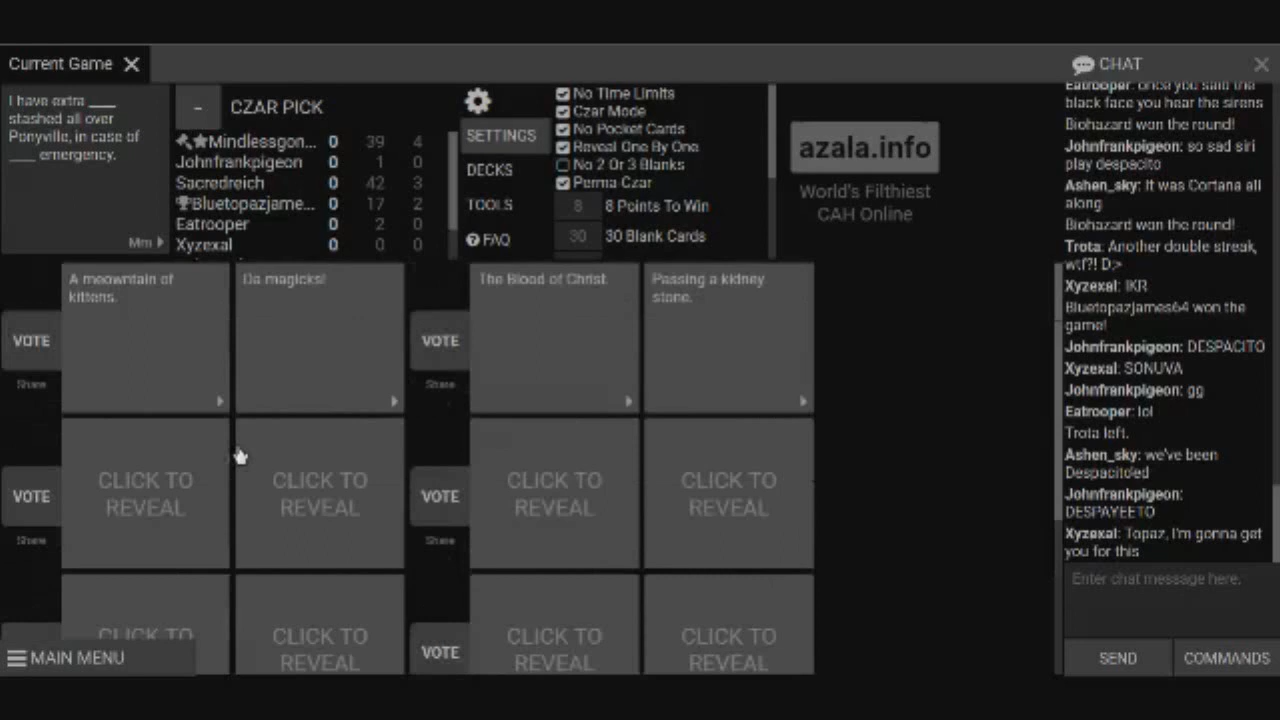 Current Game
CHAT
I have extra ____
stashed all over
Ponyville, in case of
____ emergency.
Mm
-
CZAR PICK
Mindlessgon... 0 39 4
Johnfrankpigeon 0 1 0
Sacredreich 0 42 3
Bluetopazjame... 0 17 2
Eatrooper 0 2 0
Xyzexal 0 0 0
SETTINGS
DECKS
TOOLS
FAQ
No Time Limits
Czar Mode
No Pocket Cards
Reveal One By One
No 2 Or 3 Blanks
Perma Czar
8 8 Points To Win
30 30 Blank Cards
azala.info
World's Filthiest
CAH Online
VOTE
Share
A meowntain of
kittens.
Da magicks!
VOTE
Share
The Blood of Christ.
Passing a kidney
stone.
VOTE
Share
CLICK TO
REVEAL
CLICK TO
REVEAL
VOTE
Share
CLICK TO
REVEAL
CLICK TO
REVEAL
CLICK TO
CLICK TO
REVEAL
VOTE
CLICK TO
REVEAL
CLICK TO
REVEAL
MAIN MENU
Eatrooper: once you said the
black face you hear the sirens
Biohazard won the round!
Johnfrankpigeon: so sad siri
play despacito
Ashen_sky: It was Cortana all
along
Biohazard won the round!
Trota: Another double streak,
wtf?! D:>
Xyzexal: IKR
Bluetopazjames64 won the
game!
Johnfrankpigeon: DESPACITO
Xyzexal: SONUVA
Johnfrankpigeon: gg
Eatrooper: lol
Trota left.
Ashen_sky: we've been
Despacitoed
Johnfrankpigeon:
DESPAYEETO
Xyzexal: Topaz, I'm gonna get
you for this
Enter chat message here.
SEND
COMMANDS